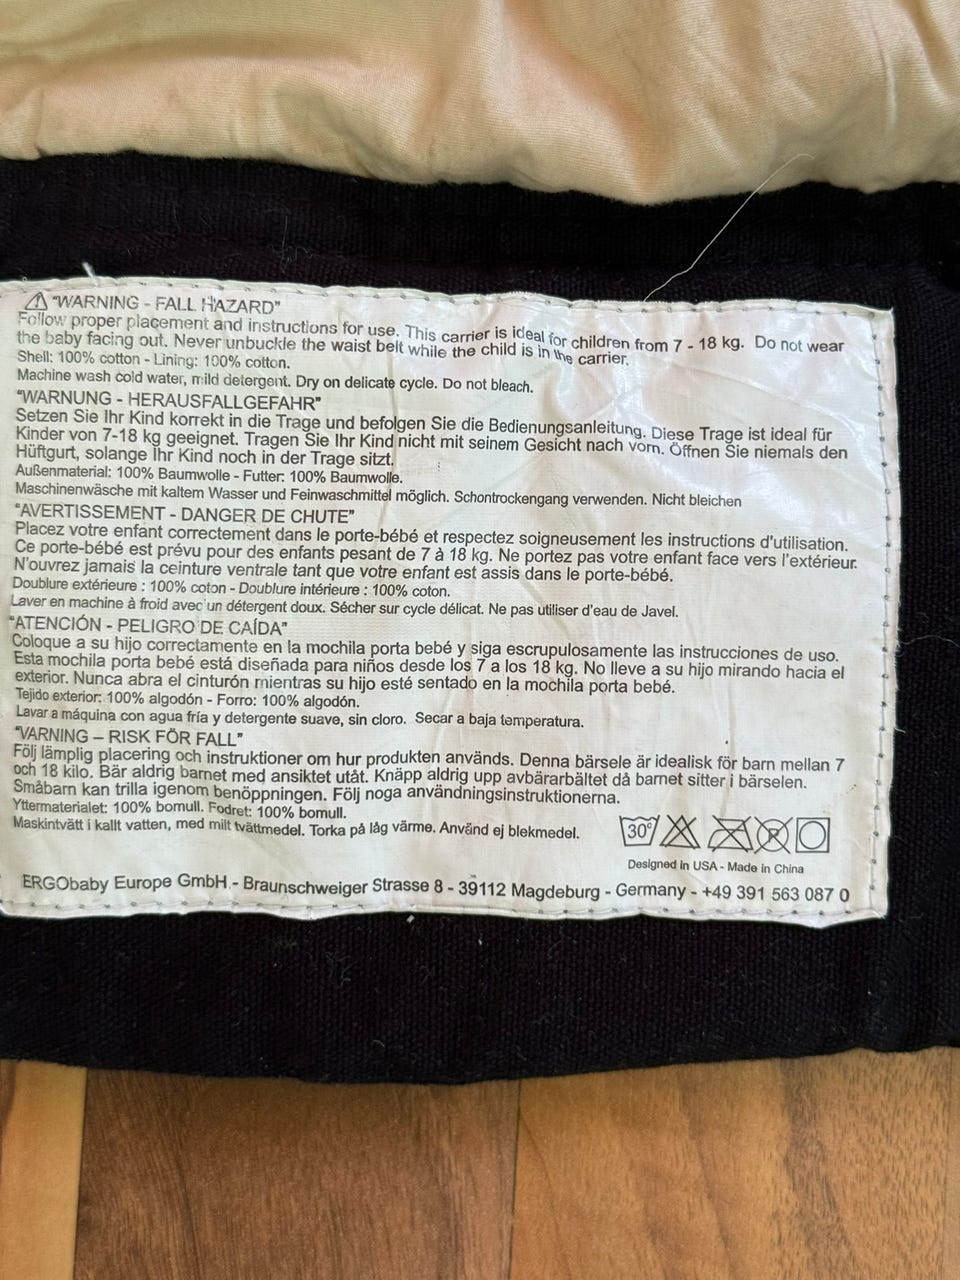 "WARNING - FALL HAZARD"
Follow proper placement and instructions for use. This carrier is ideal for children from 7 - 18 kg. Do not wear
the baby facing out. Never unbuckle the waist belt while the child is in the carrier.
Shell: 100% cotton - Lining: 100% cotton.
Machine wash cold water, mild detergent. Dry on delicate cycle. Do not bleach.
"WARNUNG - HERAUSFALLGEFAHR"
Setzen Sie Ihr Kind korrekt in die Trage und befolgen Sie die Bedienungsanleitung. Diese Trage ist ideal für
Kinder von 7-18 kg geeignet. Tragen Sie Ihr Kind nicht mit seinem Gesicht nach vorn. Öffnen Sie niemals den
Hüftgurt, solange Ihr Kind noch in der Trage sitzt.
Außenmaterial: 100% Baumwolle - Futter: 100% Baumwolle.
Maschinenwäsche mit kaltem Wasser und Feinwaschmittel möglich. Schontrockengang verwenden. Nicht bleichen
"AVERTISSEMENT - DANGER DE CHUTE"
Placez votre enfant correctement dans le porte-bébé et respectez soigneusement les instructions d'utilisation.
Ce porte-bébé est prévu pour des enfants pesant de 7 à 18 kg. Ne portez pas votre enfant face vers l'extérieur.
N'ouvrez jamais la ceinture ventrale tant que votre enfant est assis dans le porte-bébé.
Doublure extérieure : 100% coton - Doublure intérieure : 100% coton.
Laver en machine à froid avec un détergent doux. Sécher sur cycle délicat. Ne pas utiliser d'eau de Javel.
"ATENCIÓN - PELIGRO DE CAÍDA"
Coloque a su hijo correctamente en la mochila porta bebé y siga escrupulosamente las instrucciones de uso.
Esta mochila porta bebé está diseñada para niños desde los 7 a los 18 kg. No lleve a su hijo mirando hacia el
exterior. Nunca abra el cinturón mientras su hijo esté sentado en la mochila porta bebé.
Tejido exterior: 100% algodón - Forro: 100% algodón.
Lavar a máquina con agua fría y detergente suave, sin cloro. Secar a baja temperatura.
"VARNING – RISK FÖR FALL"
Följ lämplig placering och instruktioner om hur produkten används. Denna bärsele är idealisk för barn mellan 7
och 18 kilo. Bär aldrig barnet med ansiktet utåt. Knäpp aldrig upp avbärarbältet då barnet sitter i bärselen.
Småbarn kan trilla igenom benöppningen. Följ noga användningsinstruktionerna.
Yttermaterialet: 100% bomull. Fodret: 100% bomull.
Maskintvätt i kallt vatten, med milt tvättmedel. Torka på låg värme. Använd ej blekmedel.
30° P
Designed in USA - Made in China
ERGObaby Europe GmbH - Braunschweiger Strasse 8 - 39112 Magdeburg - Germany - +49 391 563 087 0